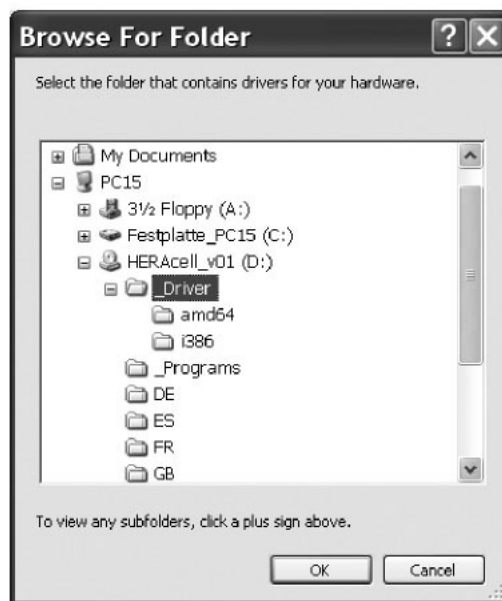 Browse For Folder
Select the folder that contains drivers for your hardware.
My Documents
PC15
3½ Floppy (A:)
Festplatte_PC15 (C:)
HERAcell_v01 (D:)
_Driver
amd64
i386
_Programs
DE
ES
FR
GB
To view any subfolders, click a plus sign above.
OK Cancel